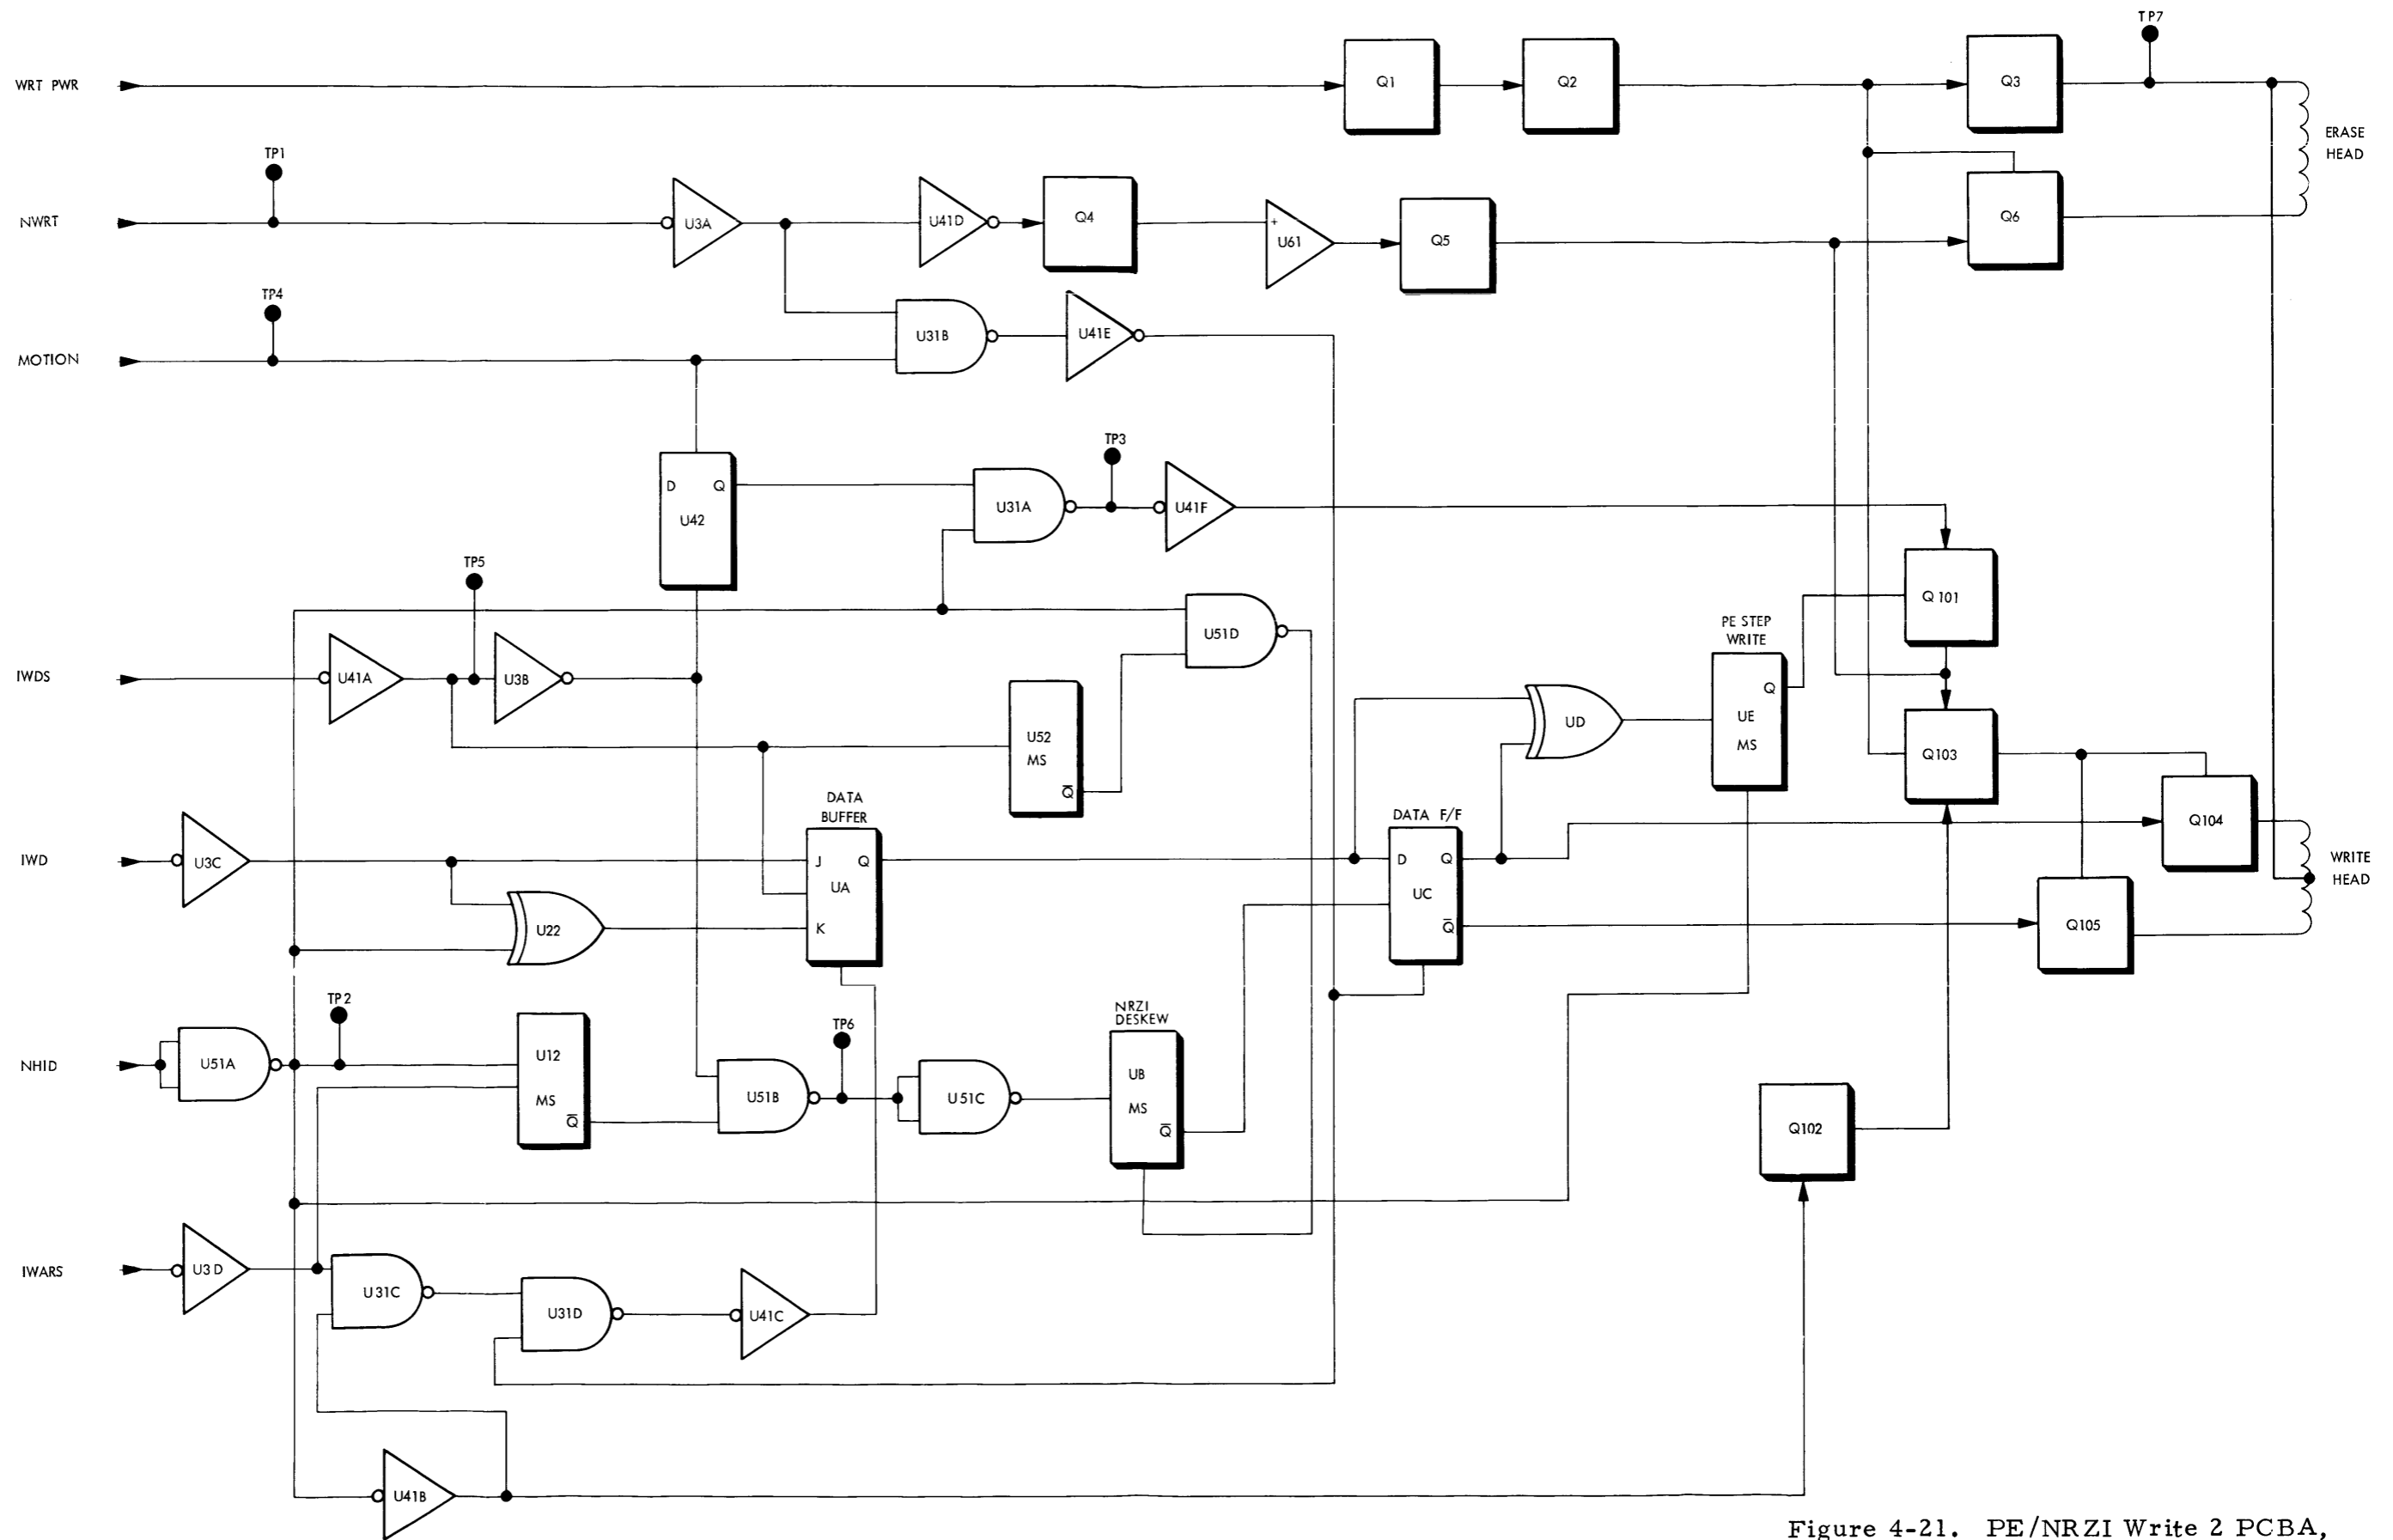 TP7
WRT PWR
Q1
Q2
Q3
ERASE
HEAD
TP1
NWRT
U3A
U41D
Q4
+
U61
Q5
Q6
TP4
MOTION
U31B
U41E
TP3
D Q
U42
U31A
U41F
TP5
IWDS
U41A
U3B
U51D
Q101
PE STEP
WRITE
Q
UE
MS
U52
MS
Q̅
UD
Q103
DATA
BUFFER
DATA F/F
Q104
IWD
U3C
J Q
UA
K
D Q
UC
Q̅
WRITE
HEAD
U22
Q105
TP2
NHID
U51A
U12
MS
Q̅
TP6
U51B
U51C
NRZI
DESKEW
UB
MS
Q̅
Q102
IWARS
U3D
U31C
U31D
U41C
U41B
Figure 4-21. PE/NRZI Write 2 PCBA,